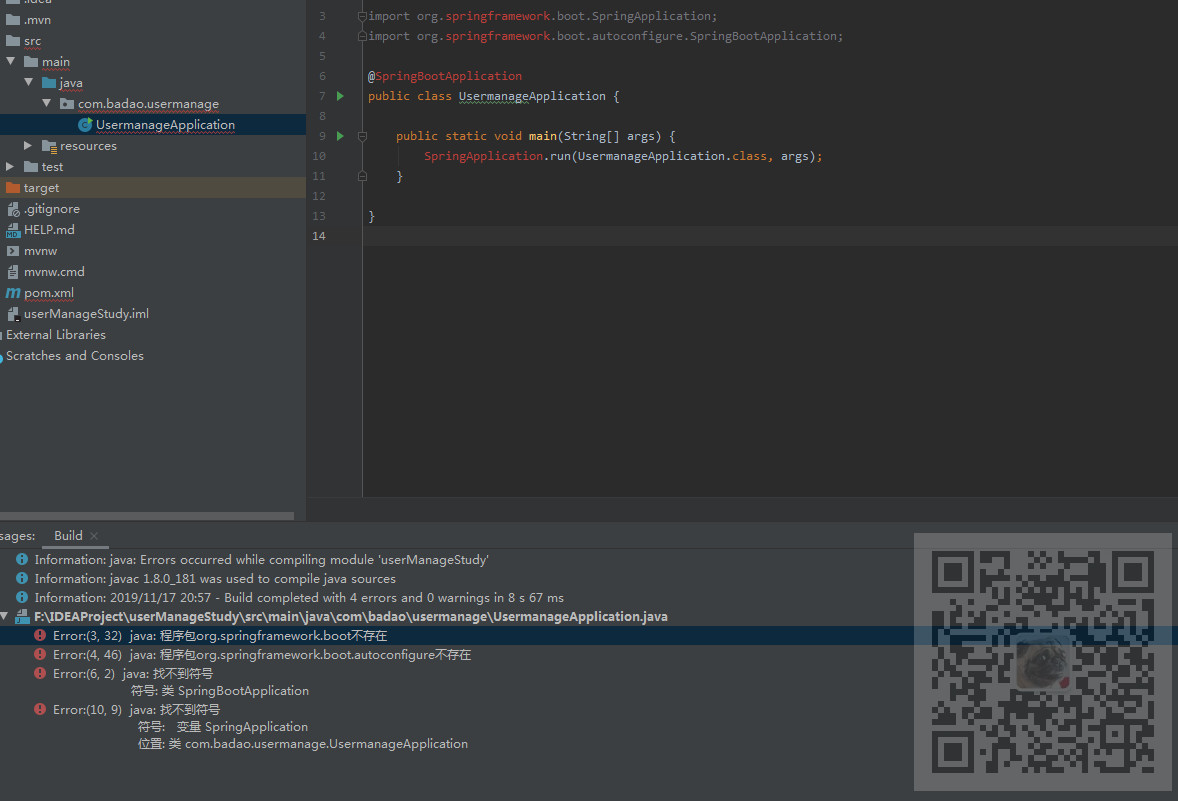 .idea
.mvn
src
main
java
com.badao.usermanage
UsermanageApplication
resources
test
target
.gitignore
HELP.md
mvnw
mvnw.cmd
pom.xml
userManageStudy.iml
External Libraries
Scratches and Consoles
3 import org.springframework.boot.SpringApplication;
4 import org.springframework.boot.autoconfigure.SpringBootApplication;
5
6 @SpringBootApplication
7 public class UsermanageApplication {
8
9 public static void main(String[] args) {
10 SpringApplication.run(UsermanageApplication.class, args);
11 }
12
13 }
14
sages: Build
Information: java: Errors occurred while compiling module 'userManageStudy'
Information: javac 1.8.0_181 was used to compile java sources
Information: 2019/11/17 20:57 - Build completed with 4 errors and 0 warnings in 8 s 67 ms
F:\IDEAProject\userManageStudy\src\main\java\com\badao\usermanage\UsermanageApplication.java
Error:(3, 32) java: 程序包org.springframework.boot不存在
Error:(4, 46) java: 程序包org.springframework.boot.autoconfigure不存在
Error:(6, 2) java: 找不到符号
符号: 类 SpringBootApplication
Error:(10, 9) java: 找不到符号
符号: 变量 SpringApplication
位置: 类 com.badao.usermanage.UsermanageApplication